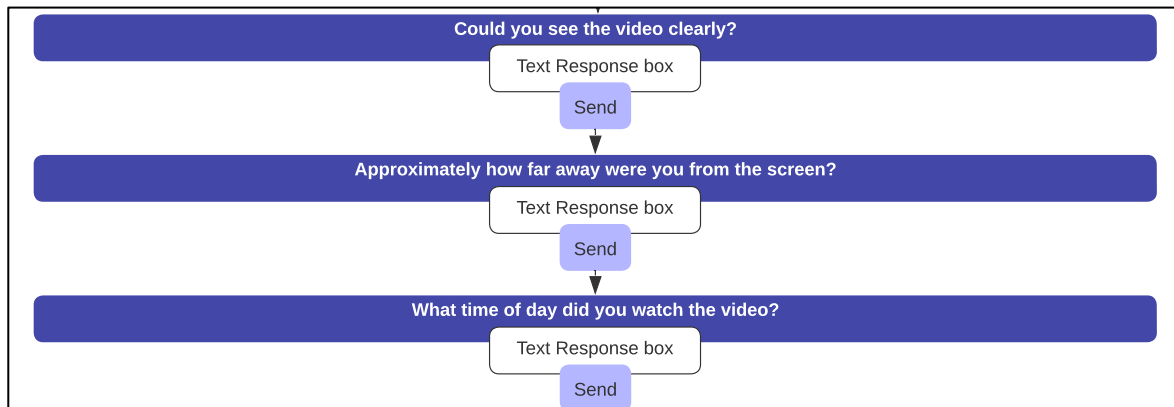 Could you see the video clearly?
Text Response box
Send
Approximately how far away were you from the screen?
Text Response box
Send
What time of day did you watch the video?
Text Response box
Send